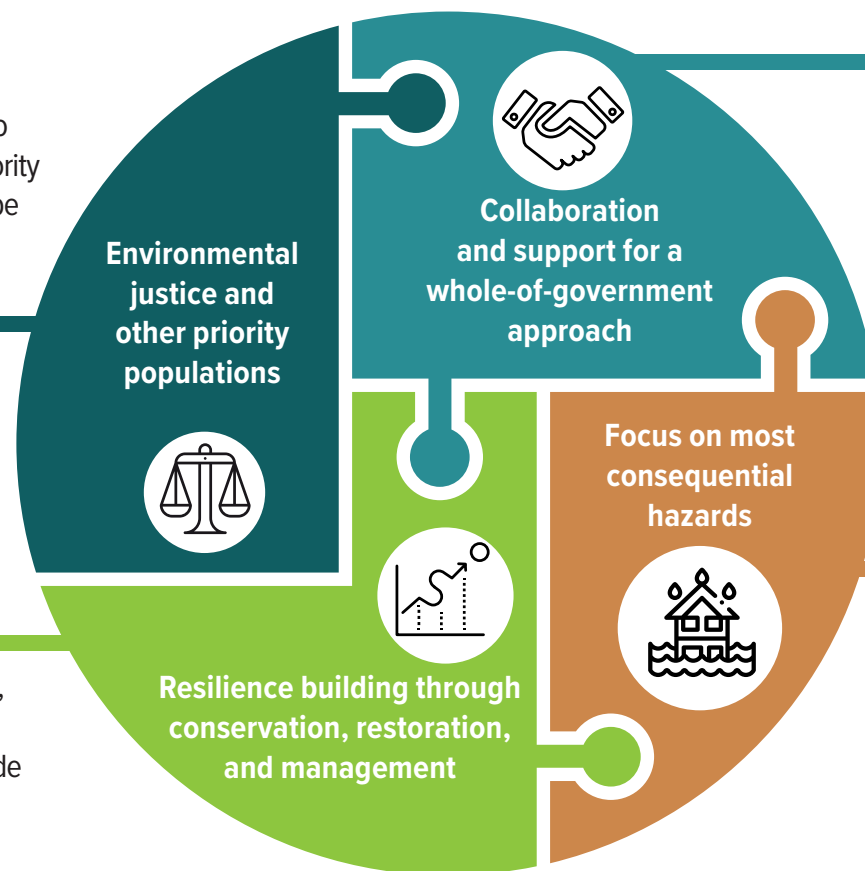 Collaboration
and support for a
whole-of-government
approach
Environmental
justice and
other priority
populations
Focus on most
consequential
hazards
Resilience building through
conservation, restoration,
and management